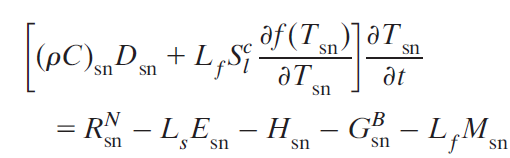 [(ρC)_sn D_sn + L_f S_l^c ∂f(T_sn)/∂T_sn] ∂T_sn/∂t
= R_sn^N − L_s E_sn − H_sn − G_sn^B − L_f M_sn